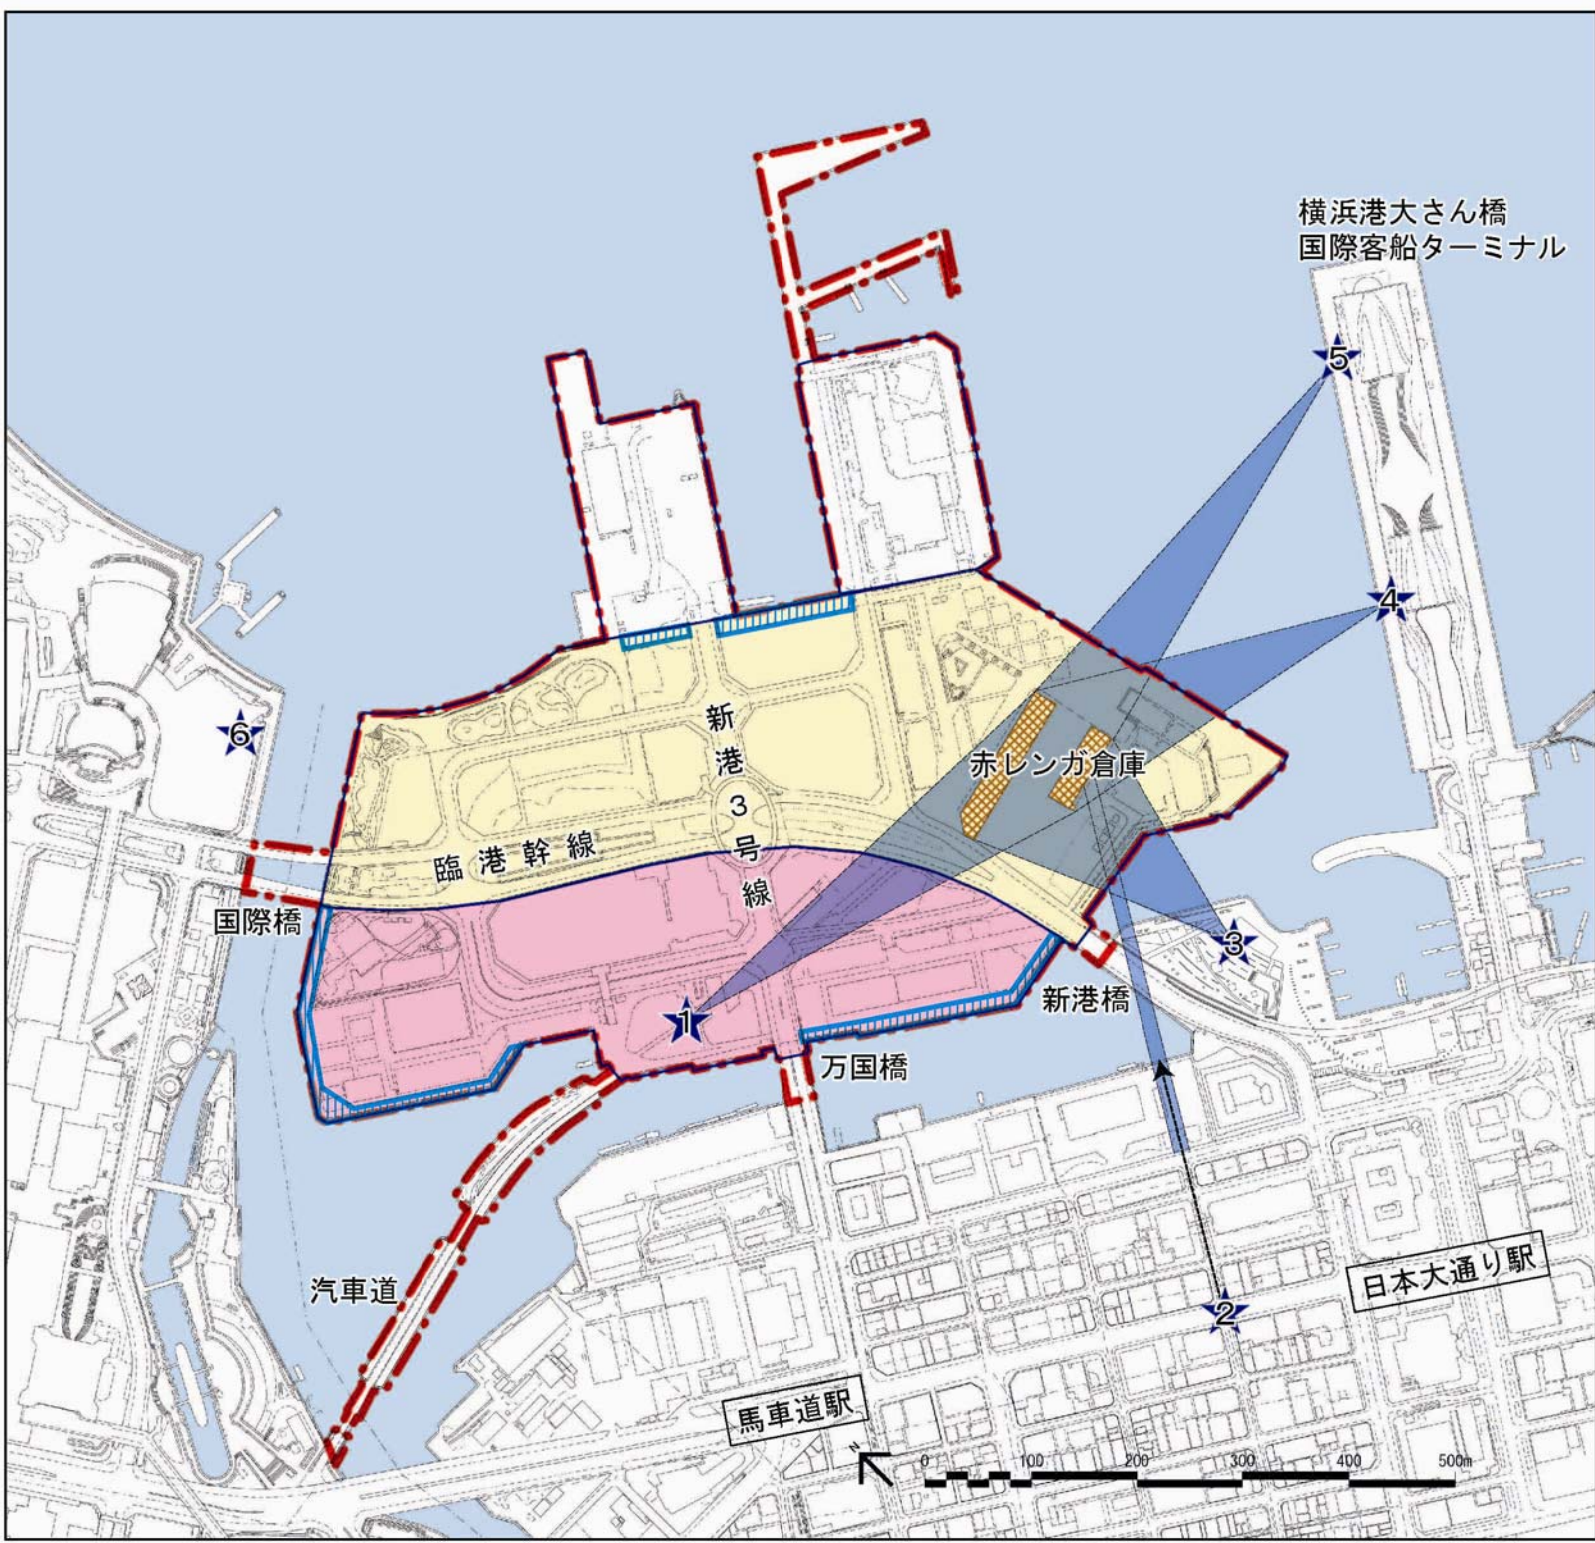 横浜港大さん橋
国際客船ターミナル
5
4
6
新港3号線
赤レンガ倉庫
臨港幹線
国際橋
3
新港橋
1
万国橋
汽車道
日本大通り駅
2
馬車道駅
N
0 100 200 300 400 500m